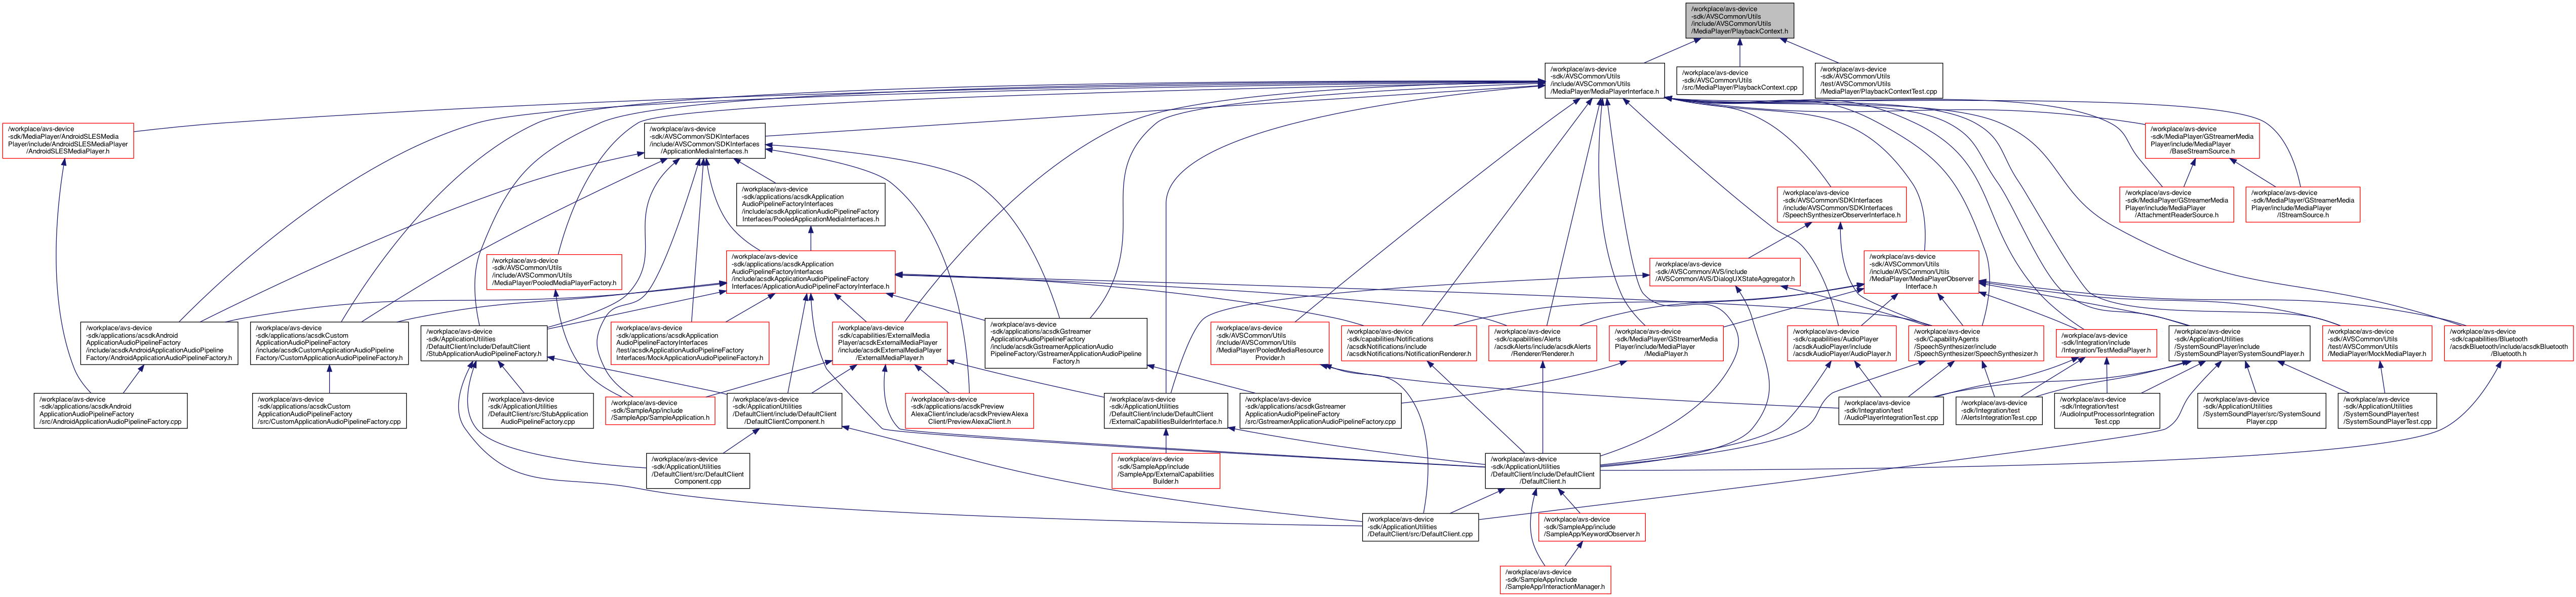 /workplace/avs-device
-sdk/AVSCommon/Utils
/include/AVSCommon/Utils
/MediaPlayer/PlaybackContext.h
/workplace/avs-device
-sdk/AVSCommon/Utils
/include/AVSCommon/Utils
/MediaPlayer/MediaPlayerInterface.h
/workplace/avs-device
-sdk/AVSCommon/Utils
/src/MediaPlayer/PlaybackContext.cpp
/workplace/avs-device
-sdk/AVSCommon/Utils
/test/AVSCommon/Utils
/MediaPlayer/PlaybackContextTest.cpp
/workplace/avs-device
-sdk/MediaPlayer/AndroidSLESMedia
Player/include/AndroidSLESMediaPlayer
/AndroidSLESMediaPlayer.h
/workplace/avs-device
-sdk/AVSCommon/SDKInterfaces
/include/AVSCommon/SDKInterfaces
/ApplicationMediaInterfaces.h
/workplace/avs-device
-sdk/MediaPlayer/GStreamerMedia
Player/include/MediaPlayer
/BaseStreamSource.h
/workplace/avs-device
-sdk/applications/acsdkApplication
AudioPipelineFactoryInterfaces
/include/acsdkApplicationAudioPipelineFactory
Interfaces/PooledApplicationMediaInterfaces.h
/workplace/avs-device
-sdk/AVSCommon/SDKInterfaces
/include/AVSCommon/SDKInterfaces
/SpeechSynthesizerObserverInterface.h
/workplace/avs-device
-sdk/MediaPlayer/GStreamerMedia
Player/include/MediaPlayer
/AttachmentReaderSource.h
/workplace/avs-device
-sdk/MediaPlayer/GStreamerMedia
Player/include/MediaPlayer
/IStreamSource.h
/workplace/avs-device
-sdk/AVSCommon/Utils
/include/AVSCommon/Utils
/MediaPlayer/PooledMediaPlayerFactory.h
/workplace/avs-device
-sdk/applications/acsdkApplication
AudioPipelineFactoryInterfaces
/include/acsdkApplicationAudioPipelineFactory
Interfaces/ApplicationAudioPipelineFactoryInterface.h
/workplace/avs-device
-sdk/AVSCommon/AVS/include
/AVSCommon/AVS/DialogUXStateAggregator.h
/workplace/avs-device
-sdk/AVSCommon/Utils
/include/AVSCommon/Utils
/MediaPlayer/MediaPlayerObserver
Interface.h
/workplace/avs-device
-sdk/applications/acsdkAndroid
ApplicationAudioPipelineFactory
/include/acsdkAndroidApplicationAudioPipeline
Factory/AndroidApplicationAudioPipelineFactory.h
/workplace/avs-device
-sdk/applications/acsdkCustom
ApplicationAudioPipelineFactory
/include/acsdkCustomApplicationAudioPipeline
Factory/CustomApplicationAudioPipelineFactory.h
/workplace/avs-device
-sdk/ApplicationUtilities
/DefaultClient/include/DefaultClient
/StubApplicationAudioPipelineFactory.h
/workplace/avs-device
-sdk/applications/acsdkApplication
AudioPipelineFactoryInterfaces
/test/acsdkApplicationAudioPipelineFactory
Interfaces/MockApplicationAudioPipelineFactory.h
/workplace/avs-device
-sdk/capabilities/ExternalMedia
Player/acsdkExternalMediaPlayer
/include/acsdkExternalMediaPlayer
/ExternalMediaPlayer.h
/workplace/avs-device
-sdk/applications/acsdkGstreamer
ApplicationAudioPipelineFactory
/include/acsdkGstreamerApplicationAudio
PipelineFactory/GstreamerApplicationAudioPipeline
Factory.h
/workplace/avs-device
-sdk/AVSCommon/Utils
/include/AVSCommon/Utils
/MediaPlayer/PooledMediaResource
Provider.h
/workplace/avs-device
-sdk/capabilities/Notifications
/acsdkNotifications/include
/acsdkNotifications/NotificationRenderer.h
/workplace/avs-device
-sdk/capabilities/Alerts
/acsdkAlerts/include/acsdkAlerts
/Renderer/Renderer.h
/workplace/avs-device
-sdk/MediaPlayer/GStreamerMedia
Player/include/MediaPlayer
/MediaPlayer.h
/workplace/avs-device
-sdk/capabilities/AudioPlayer
/acsdkAudioPlayer/include
/acsdkAudioPlayer/AudioPlayer.h
/workplace/avs-device
-sdk/CapabilityAgents
/SpeechSynthesizer/include
/SpeechSynthesizer/SpeechSynthesizer.h
/workplace/avs-device
-sdk/Integration/include
/Integration/TestMediaPlayer.h
/workplace/avs-device
-sdk/ApplicationUtilities
/SystemSoundPlayer/include
/SystemSoundPlayer/SystemSoundPlayer.h
/workplace/avs-device
-sdk/AVSCommon/Utils
/test/AVSCommon/Utils
/MediaPlayer/MockMediaPlayer.h
/workplace/avs-device
-sdk/capabilities/Bluetooth
/acsdkBluetooth/include/acsdkBluetooth
/Bluetooth.h
/workplace/avs-device
-sdk/applications/acsdkAndroid
ApplicationAudioPipelineFactory
/src/AndroidApplicationAudioPipelineFactory.cpp
/workplace/avs-device
-sdk/applications/acsdkCustom
ApplicationAudioPipelineFactory
/src/CustomApplicationAudioPipelineFactory.cpp
/workplace/avs-device
-sdk/ApplicationUtilities
/DefaultClient/src/StubApplication
AudioPipelineFactory.cpp
/workplace/avs-device
-sdk/SampleApp/include
/SampleApp/SampleApplication.h
/workplace/avs-device
-sdk/ApplicationUtilities
/DefaultClient/include/DefaultClient
/DefaultClientComponent.h
/workplace/avs-device
-sdk/applications/acsdkPreview
AlexaClient/include/acsdkPreviewAlexa
Client/PreviewAlexaClient.h
/workplace/avs-device
-sdk/ApplicationUtilities
/DefaultClient/include/DefaultClient
/ExternalCapabilitiesBuilderInterface.h
/workplace/avs-device
-sdk/applications/acsdkGstreamer
ApplicationAudioPipelineFactory
/src/GstreamerApplicationAudioPipelineFactory.cpp
/workplace/avs-device
-sdk/Integration/test
/AudioPlayerIntegrationTest.cpp
/workplace/avs-device
-sdk/Integration/test
/AlertsIntegrationTest.cpp
/workplace/avs-device
-sdk/Integration/test
/AudioInputProcessorIntegration
Test.cpp
/workplace/avs-device
-sdk/ApplicationUtilities
/SystemSoundPlayer/src/SystemSound
Player.cpp
/workplace/avs-device
-sdk/ApplicationUtilities
/SystemSoundPlayer/test
/SystemSoundPlayerTest.cpp
/workplace/avs-device
-sdk/ApplicationUtilities
/DefaultClient/src/DefaultClient
Component.cpp
/workplace/avs-device
-sdk/SampleApp/include
/SampleApp/ExternalCapabilities
Builder.h
/workplace/avs-device
-sdk/ApplicationUtilities
/DefaultClient/include/DefaultClient
/DefaultClient.h
/workplace/avs-device
-sdk/ApplicationUtilities
/DefaultClient/src/DefaultClient.cpp
/workplace/avs-device
-sdk/SampleApp/include
/SampleApp/KeywordObserver.h
/workplace/avs-device
-sdk/SampleApp/include
/SampleApp/InteractionManager.h